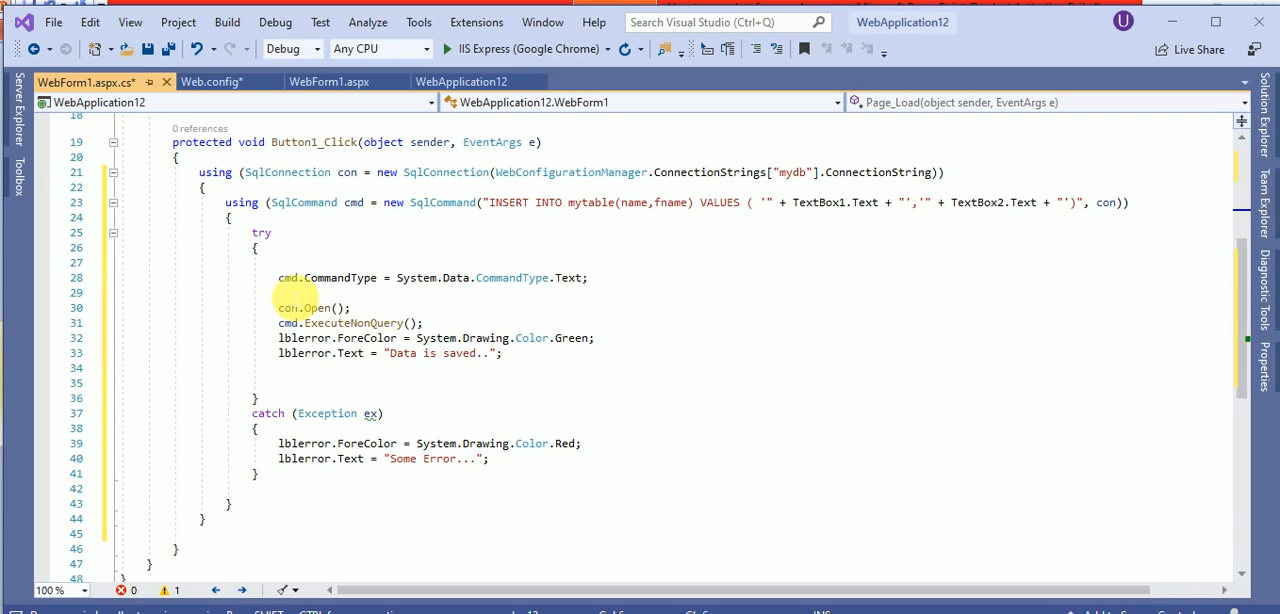 File Edit View Project Build Debug Test Analyze Tools Extensions Window Help Search Visual Studio (Ctrl+Q) WebApplication12 U
Debug Any CPU IIS Express (Google Chrome) Live Share
WebForm1.aspx.cs* Web.config* WebForm1.aspx WebApplication12
WebApplication12 WebApplication12.WebForm1 Page_Load(object sender, EventArgs e)
Server Explorer
Toolbox
18
0 references
19 protected void Button1_Click(object sender, EventArgs e)
20 {
21 using (SqlConnection con = new SqlConnection(WebConfigurationManager.ConnectionStrings["mydb"].ConnectionString))
22 {
23 using (SqlCommand cmd = new SqlCommand("INSERT INTO mytable(name,fname) VALUES ( '" + TextBox1.Text + "','" + TextBox2.Text + "')", con))
24 {
25 try
26 {
27
28 cmd.CommandType = System.Data.CommandType.Text;
29
30 con.Open();
31 cmd.ExecuteNonQuery();
32 lblerror.ForeColor = System.Drawing.Color.Green;
33 lblerror.Text = "Data is saved..";
34
35
36 }
37 catch (Exception ex)
38 {
39 lblerror.ForeColor = System.Drawing.Color.Red;
40 lblerror.Text = "Some Error...";
41 }
42
43 }
44 }
45
46 }
47 }
48 }
Solution Explorer
Team Explorer
Diagnostic Tools
Properties
100 % 0 1